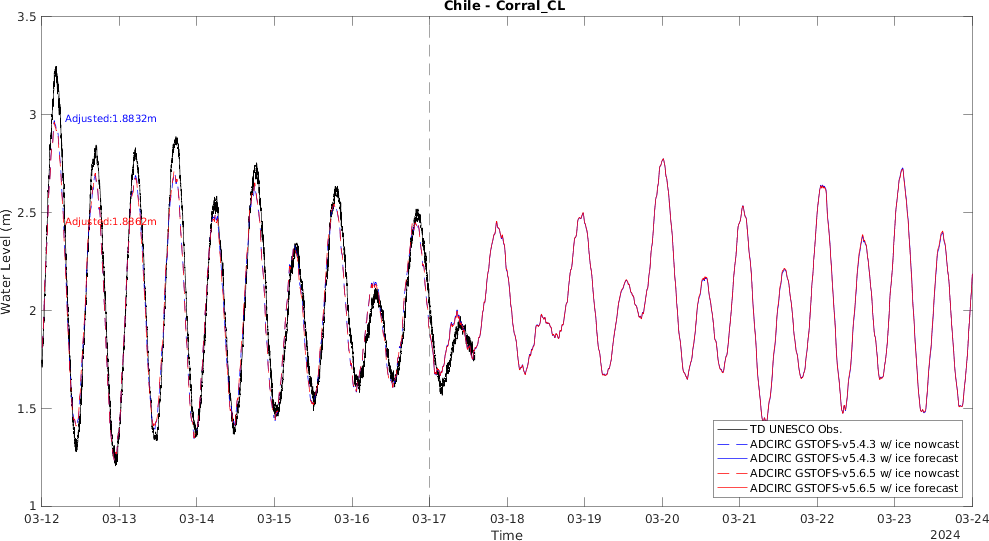 Chile - Corral_CL
3.5
3
2.5
2
1.5
1
Water Level (m)
Adjusted:1.8832m
Adjusted:1.8362m
TD UNESCO Obs.
ADCIRC GSTOFS-v5.4.3 w/ ice nowcast
ADCIRC GSTOFS-v5.4.3 w/ ice forecast
ADCIRC GSTOFS-v5.6.5 w/ ice nowcast
ADCIRC GSTOFS-v5.6.5 w/ ice forecast
03-12 03-13 03-14 03-15 03-16 03-17 03-18 03-19 03-20 03-21 03-22 03-23 03-24
Time
2024